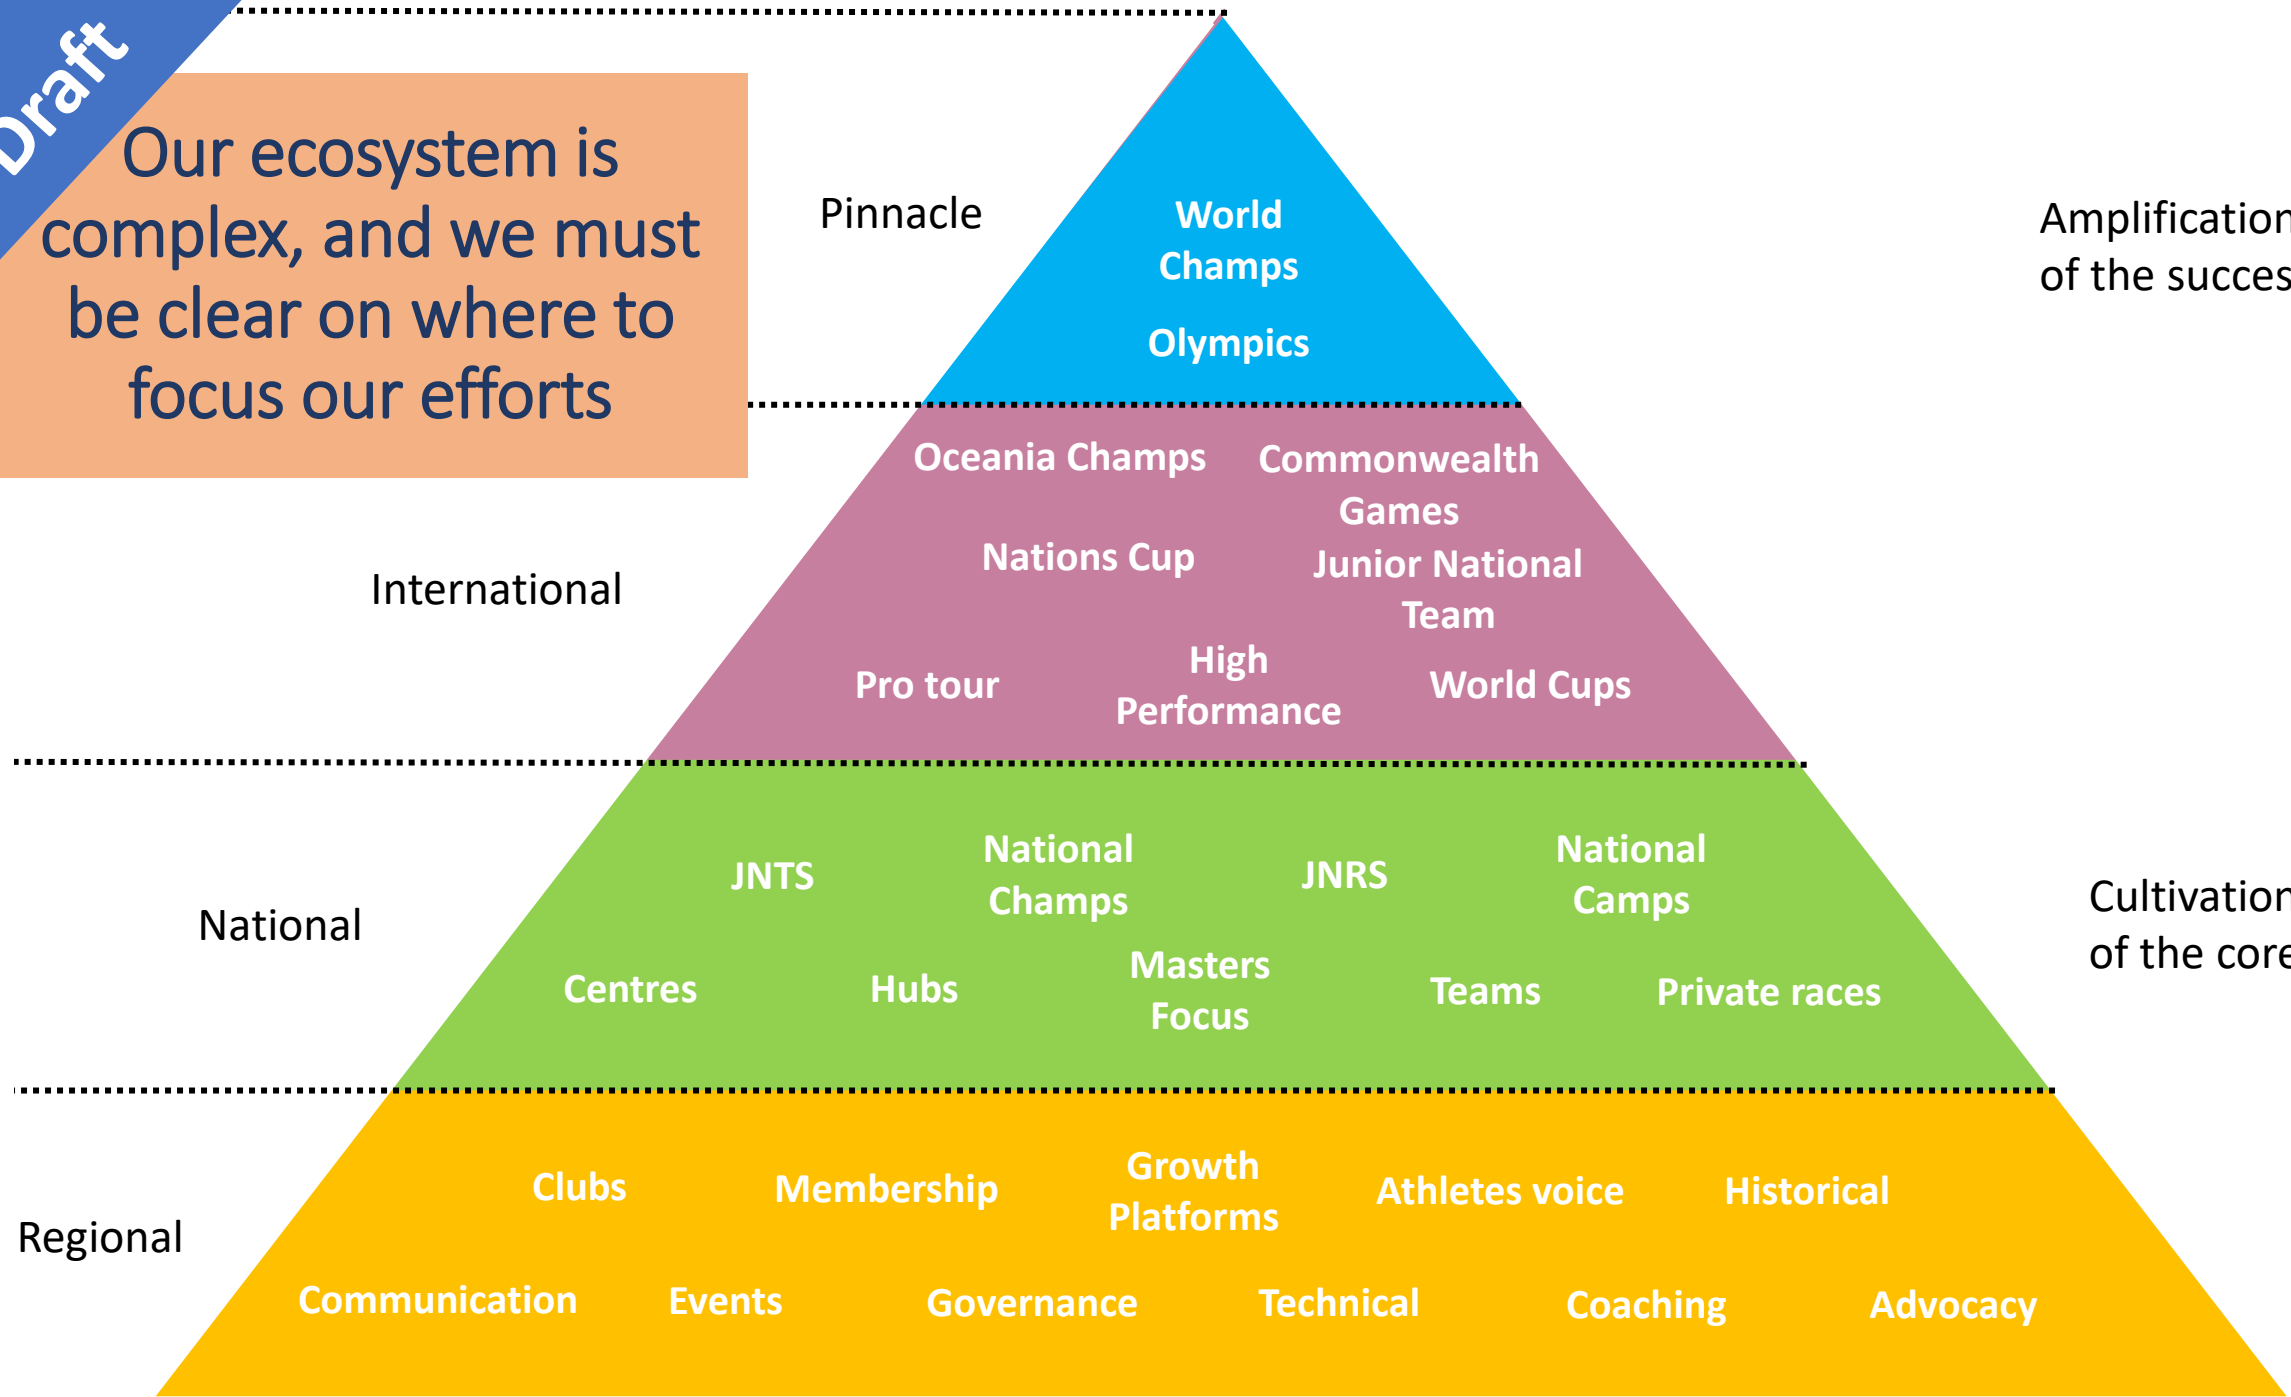 Draft
Our ecosystem is
complex, and we must
be clear on where to
focus our efforts
Pinnacle
World
Champs
Olympics
Amplification
of the succes
International
Oceania Champs
Commonwealth
Games
Nations Cup
Junior National
Team
Pro tour
High
Performance
World Cups
National
JNTS
National
Champs
JNRS
National
Camps
Centres
Hubs
Masters
Focus
Teams
Private races
Cultivation
of the core
Regional
Clubs
Membership
Growth
Platforms
Athletes voice
Historical
Communication
Events
Governance
Technical
Coaching
Advocacy